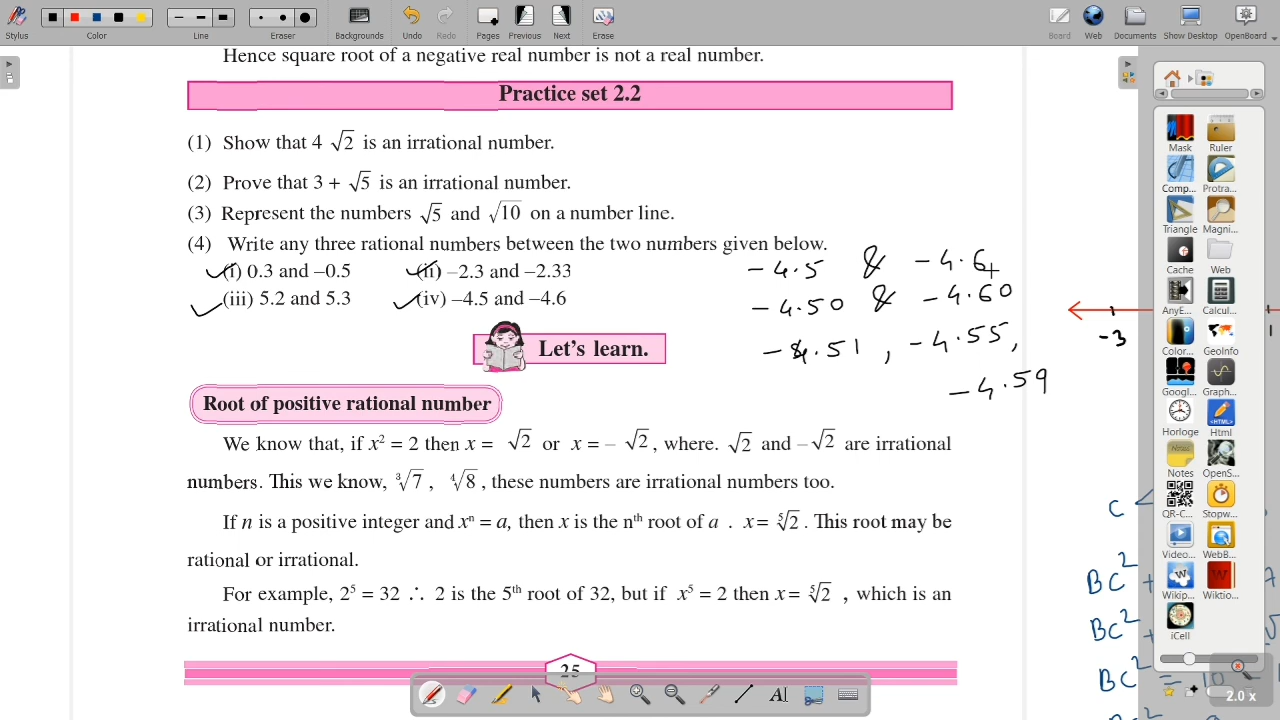 Stylus Color Line Eraser Backgrounds Undo Redo Pages Previous Next Erase Board Web Documents Show Desktop OpenBoard
Hence square root of a negative real number is not a real number.
Practice set 2.2
(1) Show that 4 √2 is an irrational number.
(2) Prove that 3 + √5 is an irrational number.
(3) Represent the numbers √5 and √10 on a number line.
(4) Write any three rational numbers between the two numbers given below.
(i) 0.3 and –0.5 (ii) –2.3 and –2.33
(iii) 5.2 and 5.3 (iv) –4.5 and –4.6
-4.5 & -4.6
-4.50 & -4.60
-4.51 , -4.55,
-4.59
-3
Let's learn.
Root of positive rational number
We know that, if x² = 2 then x = √2 or x = – √2, where. √2 and –√2 are irrational
numbers. This we know, ∛7 , ∜8, these numbers are irrational numbers too.
If n is a positive integer and xⁿ = a, then x is the nᵗʰ root of a . x = ⁵√2. This root may be
rational or irrational.
For example, 2⁵ = 32 ∴ 2 is the 5ᵗʰ root of 32, but if x⁵ = 2 then x = ⁵√2 , which is an
irrational number.
25
C <
BC² +
BC² +
BC² = 10
Mask Ruler
Comp... Protra...
Triangle Magni...
Cache Web
AnyE... Calcul...
Color... GeoInfo
Googl... Graph...
Horloge Html
Notes OpenS...
QR-C... Stopw...
Video... WebB...
Wikip... Wiktio...
iCell
2.0 x